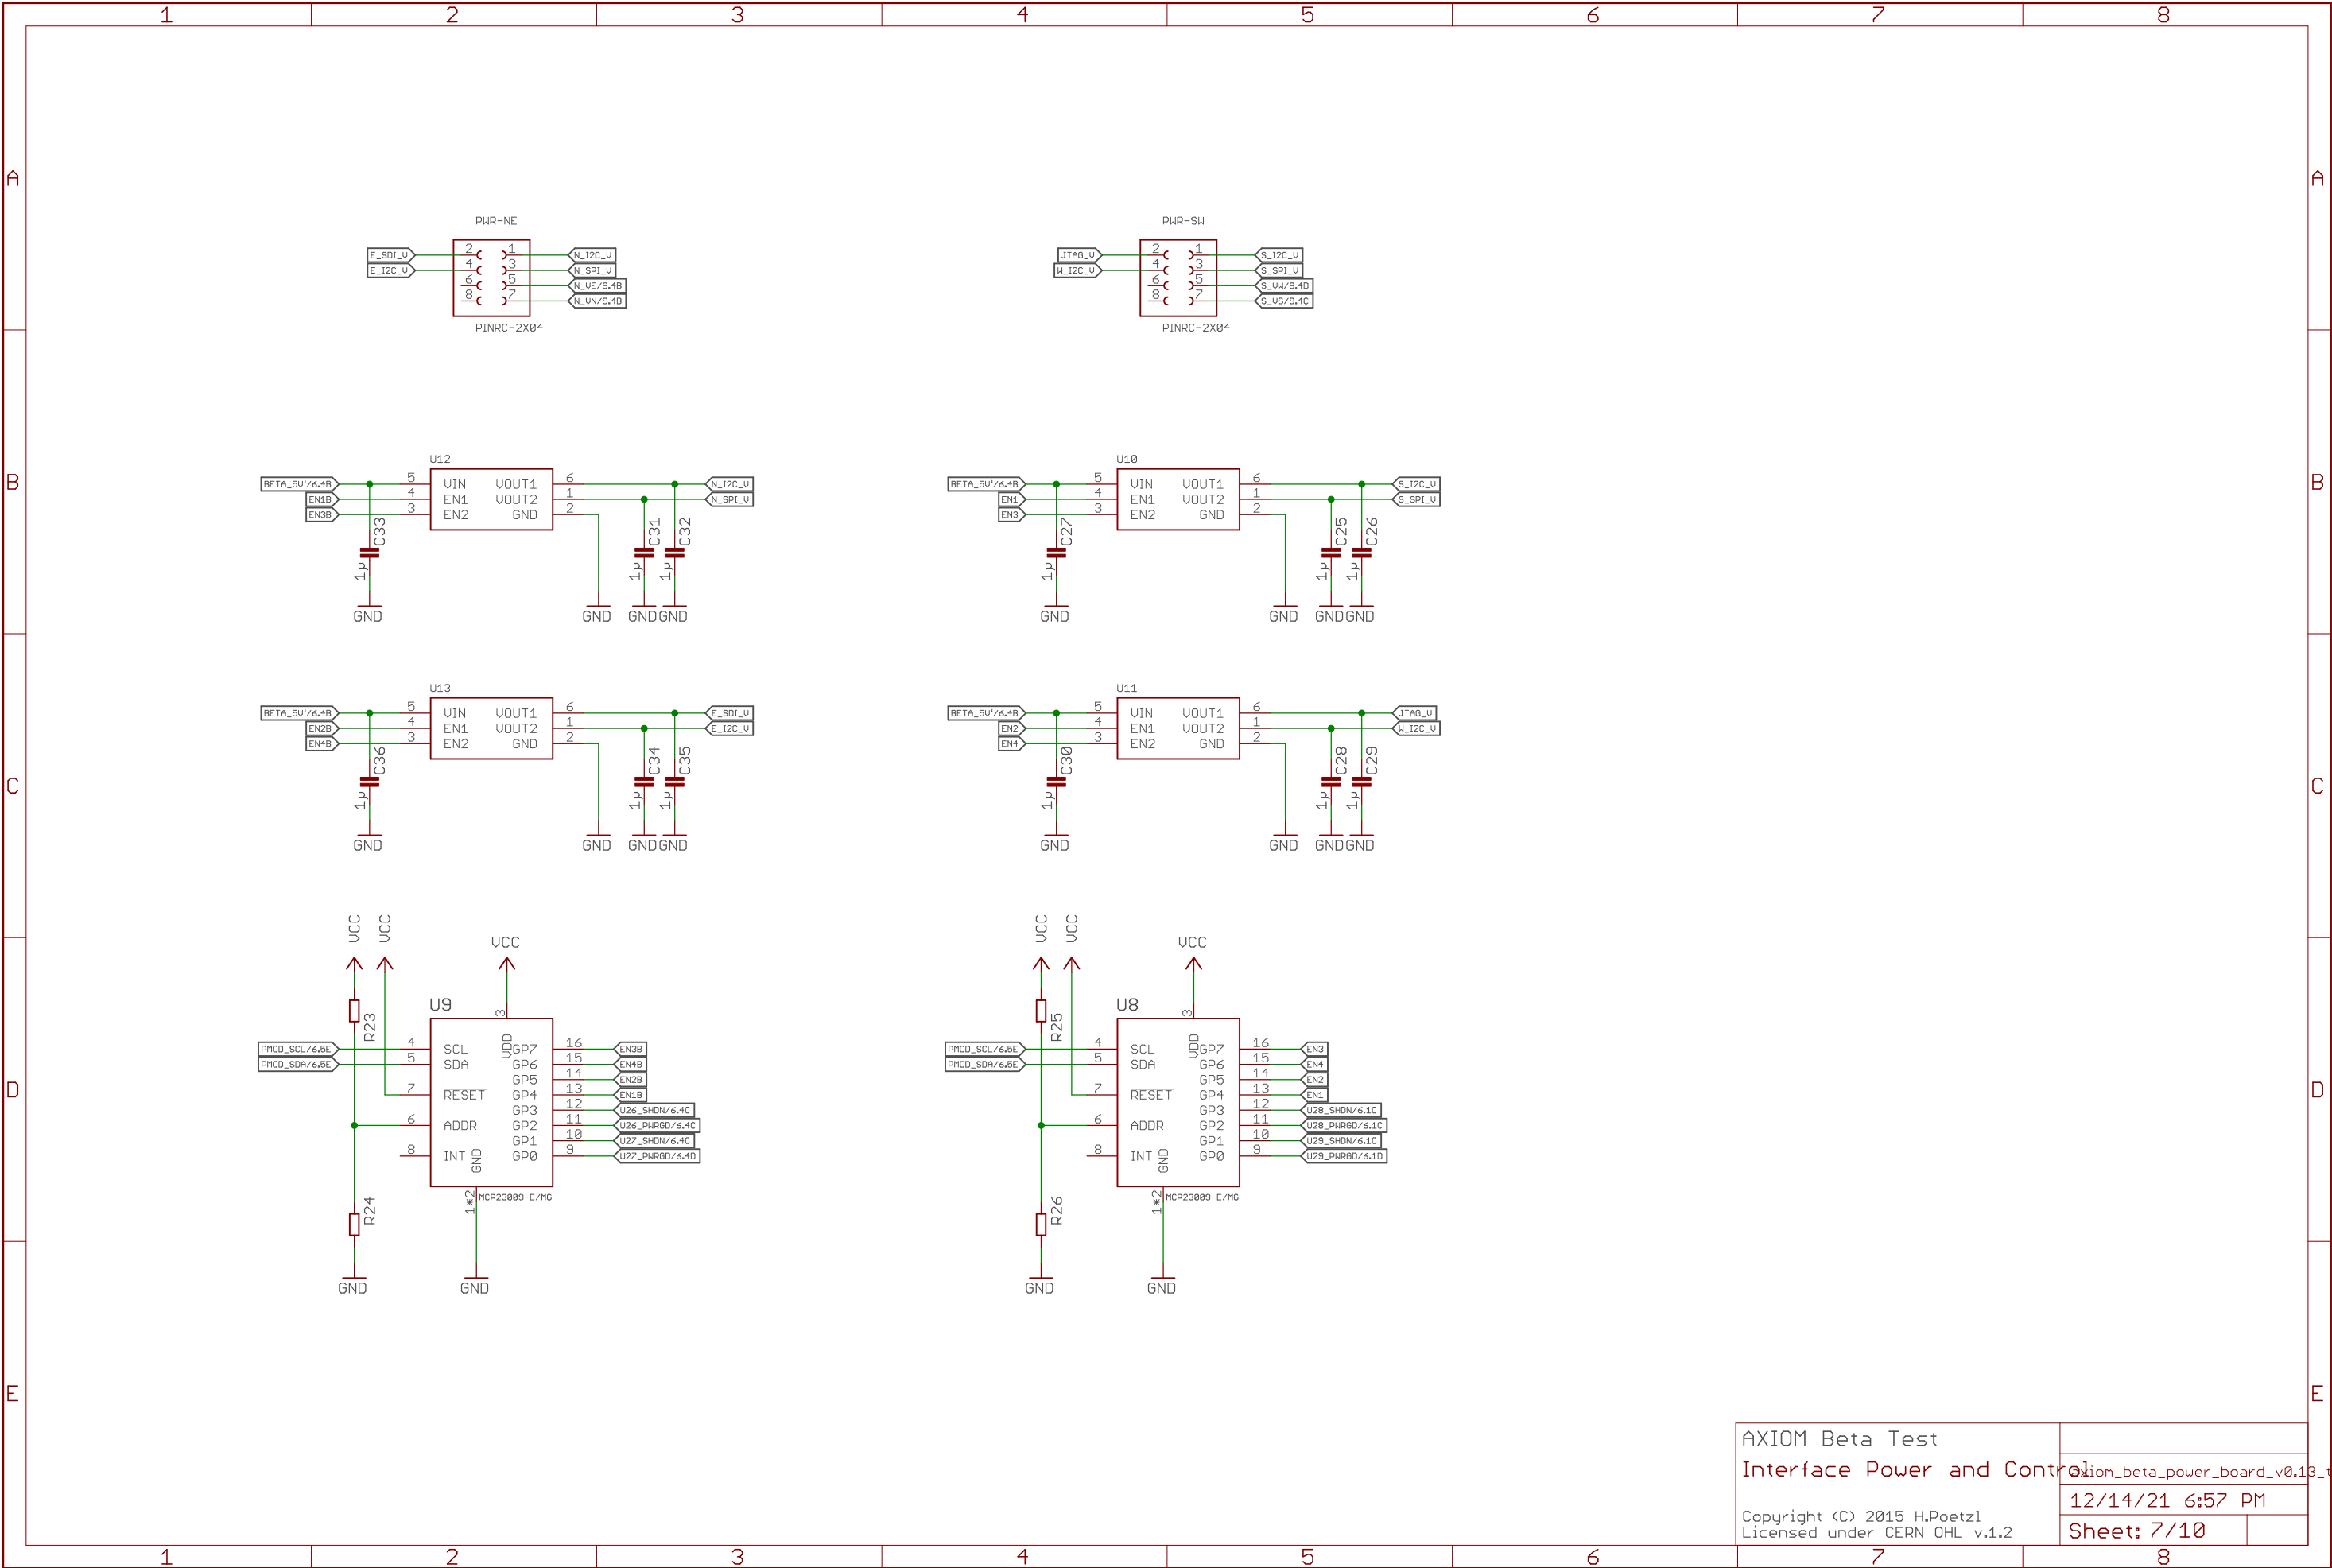 1 2 3 4 5 6 7 8
A A
PWR-NE PWR-SW
E_SDI_V 2 1 N_I2C_V JTAG_V 2 1 S_I2C_V
E_I2C_V 4 3 N_SPI_V W_I2C_V 4 3 S_SPI_V
6 5 N_VE/9.4B 6 5 S_VW/9.4D
8 7 N_VN/9.4B 8 7 S_VS/9.4C
PINRC-2X04 PINRC-2X04
U12 U10
B BETA_5V'/6.4B 5 VIN VOUT1 6 N_I2C_V BETA_5V'/6.4B 5 VIN VOUT1 6 S_I2C_V B
EN1B 4 EN1 VOUT2 1 N_SPI_V EN1 4 EN1 VOUT2 1 S_SPI_V
EN3B 3 EN2 GND 2 EN3 3 EN2 GND 2
C33 C31 C32 C27 C25 C26
1µ 1µ 1µ 1µ 1µ 1µ
GND GND GND GND GND GND GND GND
U13 U11
BETA_5V'/6.4B 5 VIN VOUT1 6 E_SDI_V BETA_5V'/6.4B 5 VIN VOUT1 6 JTAG_V
EN2B 4 EN1 VOUT2 1 E_I2C_V EN2 4 EN1 VOUT2 1 W_I2C_V
EN4B 3 EN2 GND 2 EN4 3 EN2 GND 2
C36 C34 C35 C30 C28 C29
C C
1µ 1µ 1µ 1µ 1µ 1µ
GND GND GND GND GND GND GND GND
VCC VCC VCC VCC VCC VCC
U9 U8
3 3
R23 VDD R25 VDD
PMOD_SCL/6.5E 4 SCL GP7 16 EN3B PMOD_SCL/6.5E 4 SCL GP7 16 EN3
PMOD_SDA/6.5E 5 SDA GP6 15 EN4B PMOD_SDA/6.5E 5 SDA GP6 15 EN4
GP5 14 EN2B GP5 14 EN2
D 7 RESET GP4 13 EN1B 7 RESET GP4 13 EN1 D
GP3 12 U26_SHDN/6.4C GP3 12 U28_SHDN/6.1C
6 ADDR GP2 11 U26_PWRGD/6.4C 6 ADDR GP2 11 U28_PWRGD/6.1C
GP1 10 U27_SHDN/6.4C GP1 10 U29_SHDN/6.1C
8 INT GND GP0 9 U27_PWRGD/6.4D 8 INT GND GP0 9 U29_PWRGD/6.1D
1*2 MCP23009-E/MG 1*2 MCP23009-E/MG
R24 R26
GND GND GND GND
E E
AXIOM Beta Test
Interface Power and Control axiom_beta_power_board_v0.13_t
12/14/21 6:57 PM
Copyright (C) 2015 H.Poetzl
Licensed under CERN OHL v.1.2 Sheet: 7/10
1 2 3 4 5 6 7 8